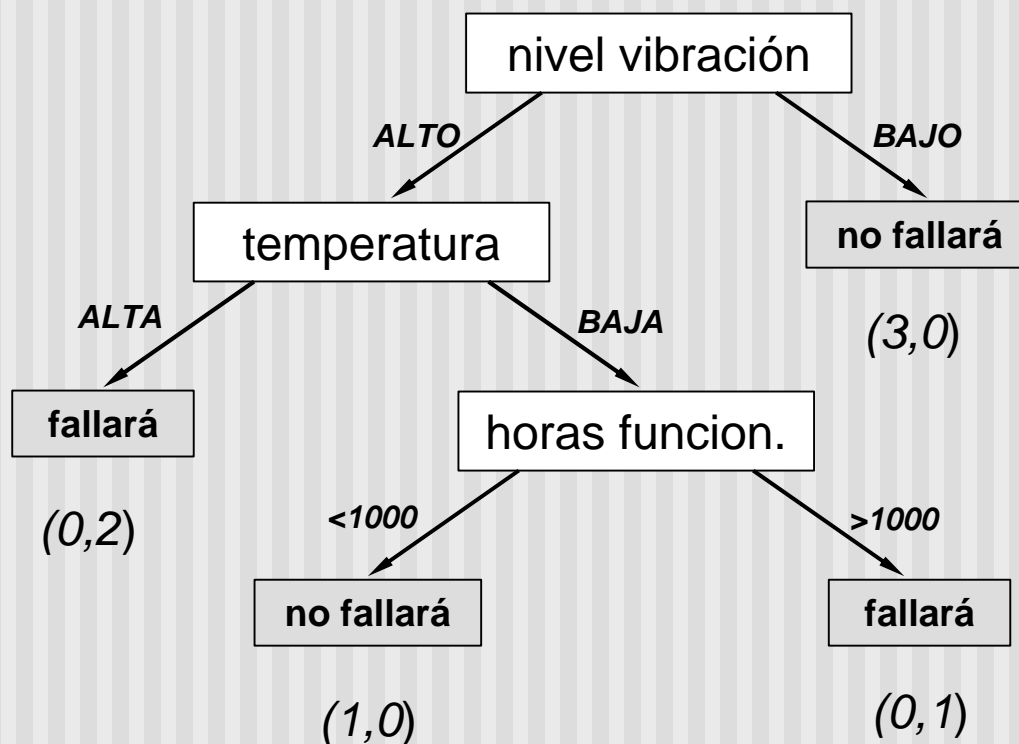 nivel vibración
ALTO
BAJO
temperatura
no fallará
ALTA
BAJA
(3,0)
fallará
horas funcion.
(0,2)
<1000
>1000
no fallará
fallará
(1,0)
(0,1)